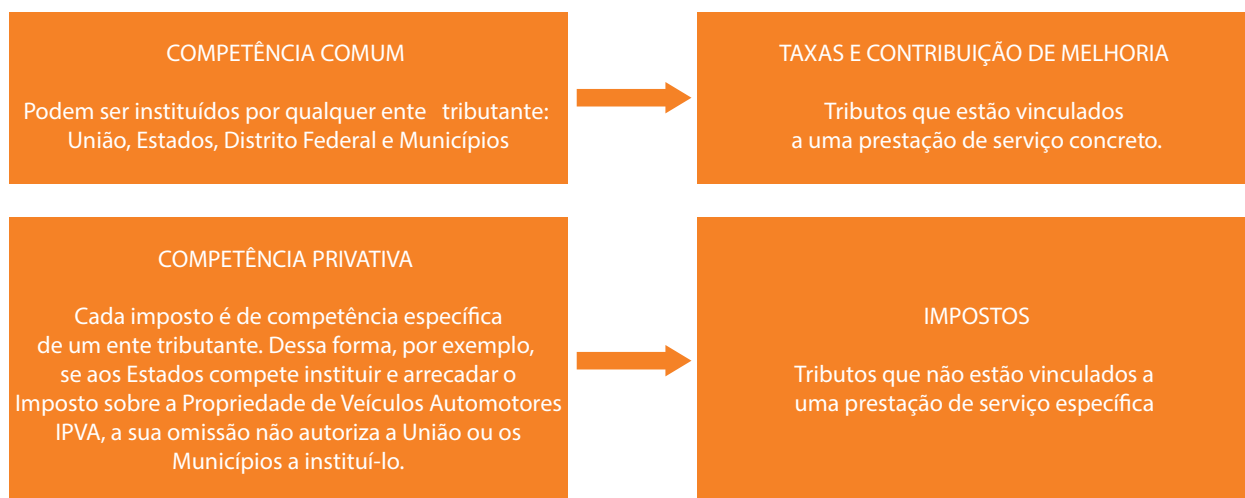 COMPETÊNCIA COMUM
Podem ser instituídos por qualquer ente tributante:
União, Estados, Distrito Federal e Municípios
TAXAS E CONTRIBUIÇÃO DE MELHORIA
Tributos que estão vinculados
a uma prestação de serviço concreto.
COMPETÊNCIA PRIVATIVA
Cada imposto é de competência específica
de um ente tributante. Dessa forma, por exemplo,
se aos Estados compete instituir e arrecadar o
Imposto sobre a Propriedade de Veículos Automotores
IPVA, a sua omissão não autoriza a União ou os
Municípios a instituí-lo.
IMPOSTOS
Tributos que não estão vinculados a
uma prestação de serviço específica